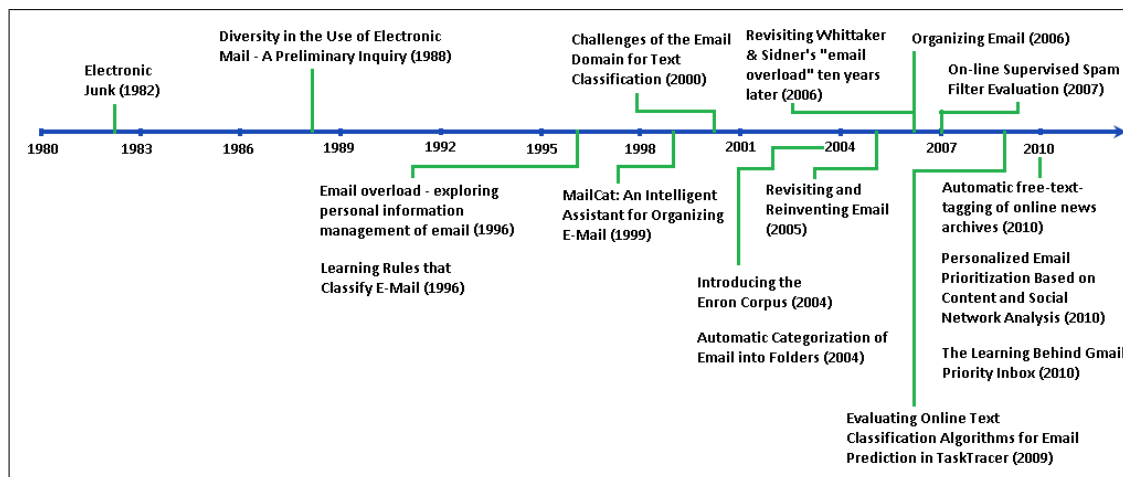 Electronic
Junk (1982)
Diversity in the Use of Electronic
Mail - A Preliminary Inquiry (1988)
Challenges of the Email
Domain for Text
Classification (2000)
Revisiting Whittaker
& Sidner's "email
overload" ten years
later (2006)
Organizing Email (2006)
On-line Supervised Spam
Filter Evaluation (2007)
1980
1983
1986
1989
1992
1995
1998
2001
2004
2007
2010
Email overload - exploring
personal information
management of email (1996)
Learning Rules that
Classify E-Mail (1996)
MailCat: An Intelligent
Assistant for Organizing
E-Mail (1999)
Introducing the
Enron Corpus (2004)
Automatic Categorization of
Email into Folders (2004)
Revisiting and
Reinventing Email
(2005)
Evaluating Online Text
Classification Algorithms for Email
Prediction in TaskTracer (2009)
Automatic free-text-
tagging of online news
archives (2010)
Personalized Email
Prioritization Based on
Content and Social
Network Analysis (2010)
The Learning Behind Gmail
Priority Inbox (2010)